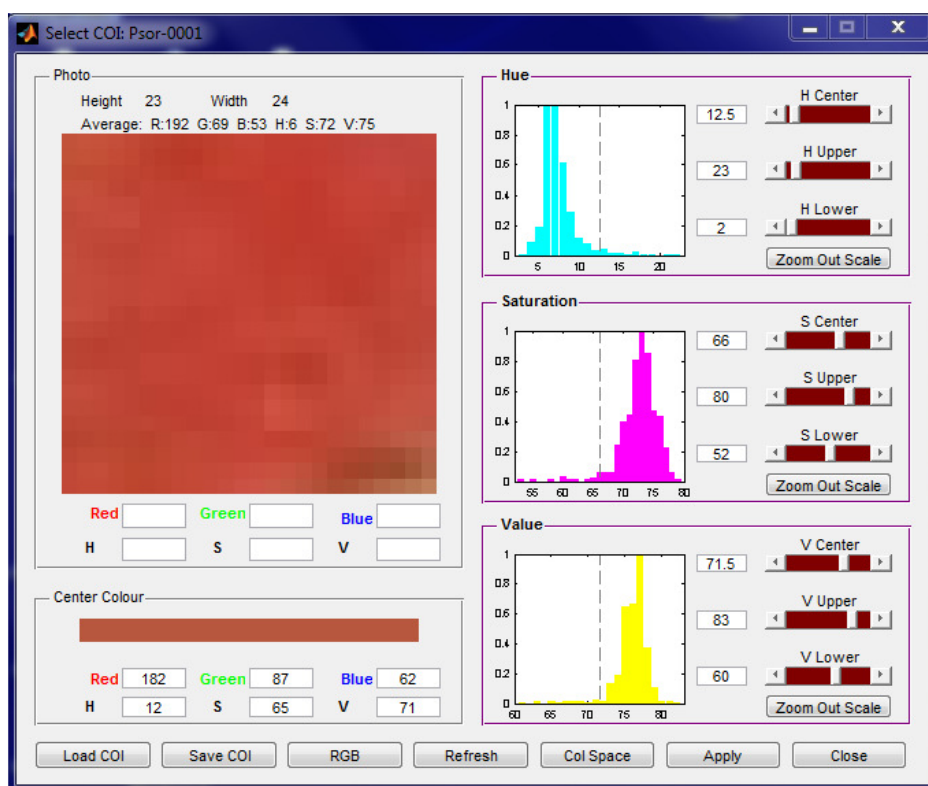 Select COI: Psor-0001
Photo
Height 23 Width 24
Average: R:192 G:69 B:53 H:6 S:72 V:75
Red Green Blue
H S V
Center Colour
Red 182 Green 87 Blue 62
H 12 S 65 V 71
Hue
1
0.8
0.6
0.4
0.2
0
5 10 15 20
H Center
12.5
H Upper
23
H Lower
2
Zoom Out Scale
Saturation
1
0.8
0.6
0.4
0.2
0
55 60 65 70 75 80
S Center
66
S Upper
80
S Lower
52
Zoom Out Scale
Value
1
0.8
0.6
0.4
0.2
0
60 65 70 75 80
V Center
71.5
V Upper
83
V Lower
60
Zoom Out Scale
Load COI Save COI RGB Refresh Col Space Apply Close